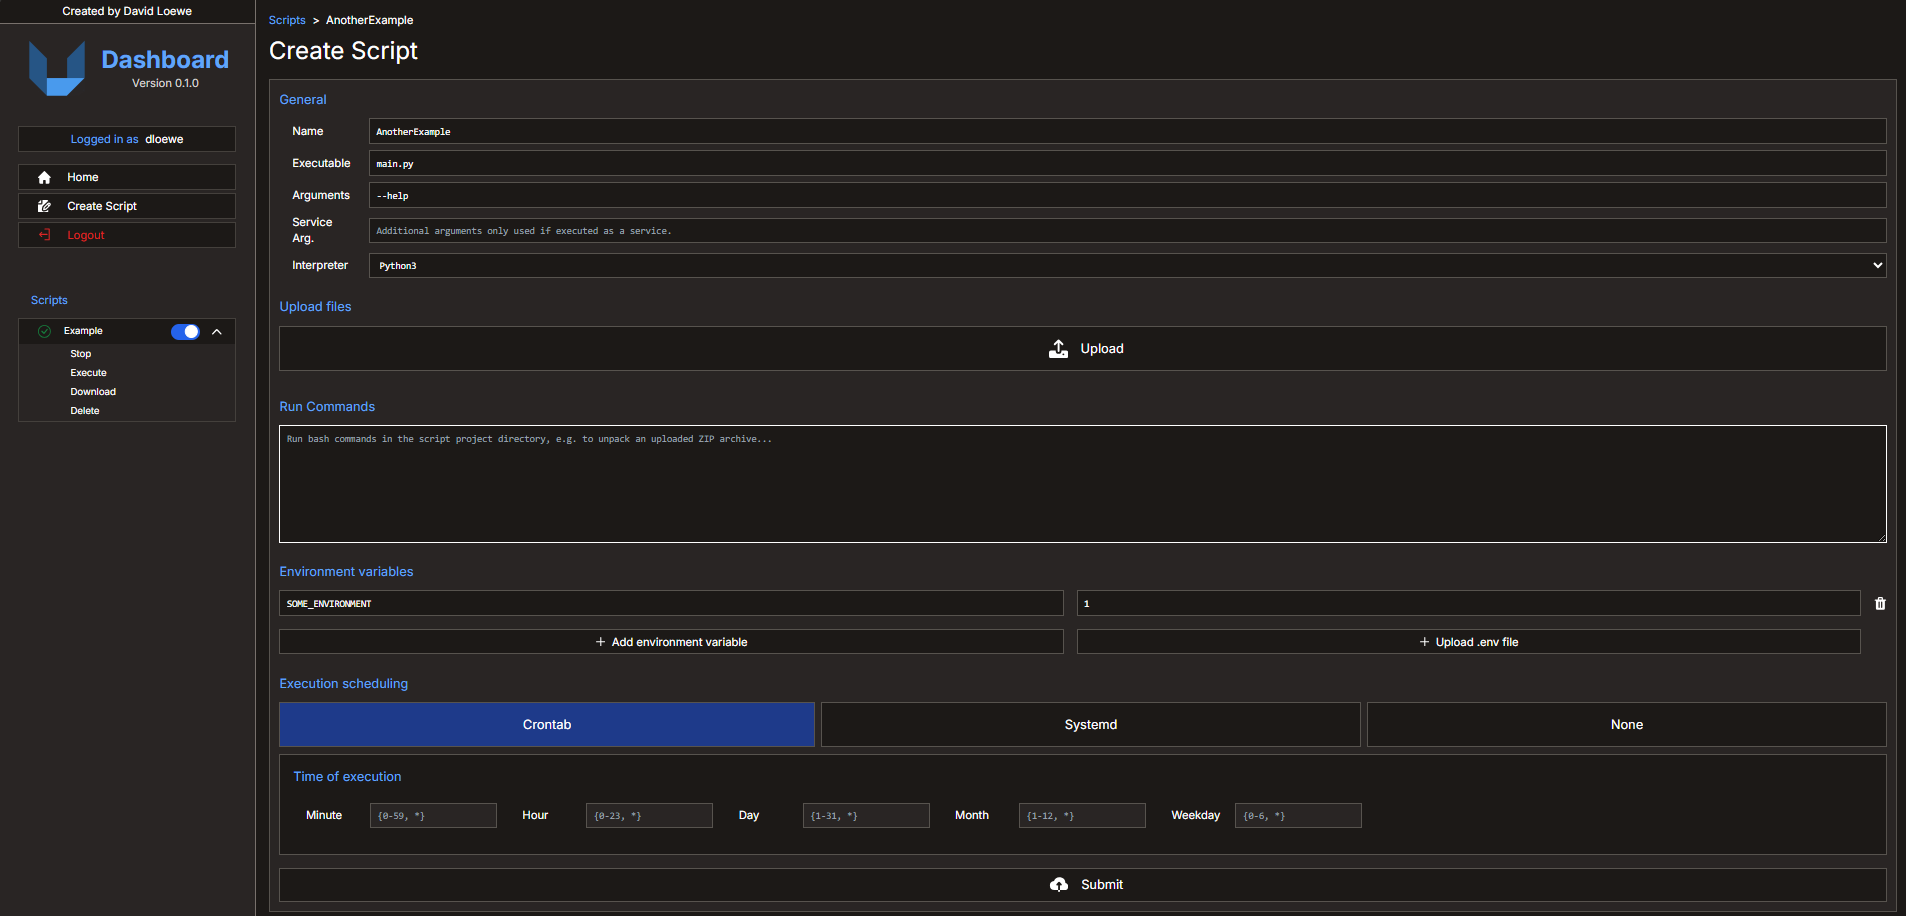 Created by David Loewe
Dashboard
Version 0.1.0
Logged in as dloewe
Home
Create Script
Logout
Scripts
Example
Stop
Execute
Download
Delete
Scripts > AnotherExample
Create Script
General
Name AnotherExample
Executable main.py
Arguments --help
Service
Arg.
Additional arguments only used if executed as a service.
Interpreter Python3
Upload files
Upload
Run Commands
Run bash commands in the script project directory, e.g. to unpack an uploaded ZIP archive...
Environment variables
SOME_ENVIRONMENT 1
+ Add environment variable + Upload .env file
Execution scheduling
Crontab Systemd None
Time of execution
Minute {0-59, *} Hour {0-23, *} Day {1-31, *} Month {1-12, *} Weekday {0-6, *}
Submit